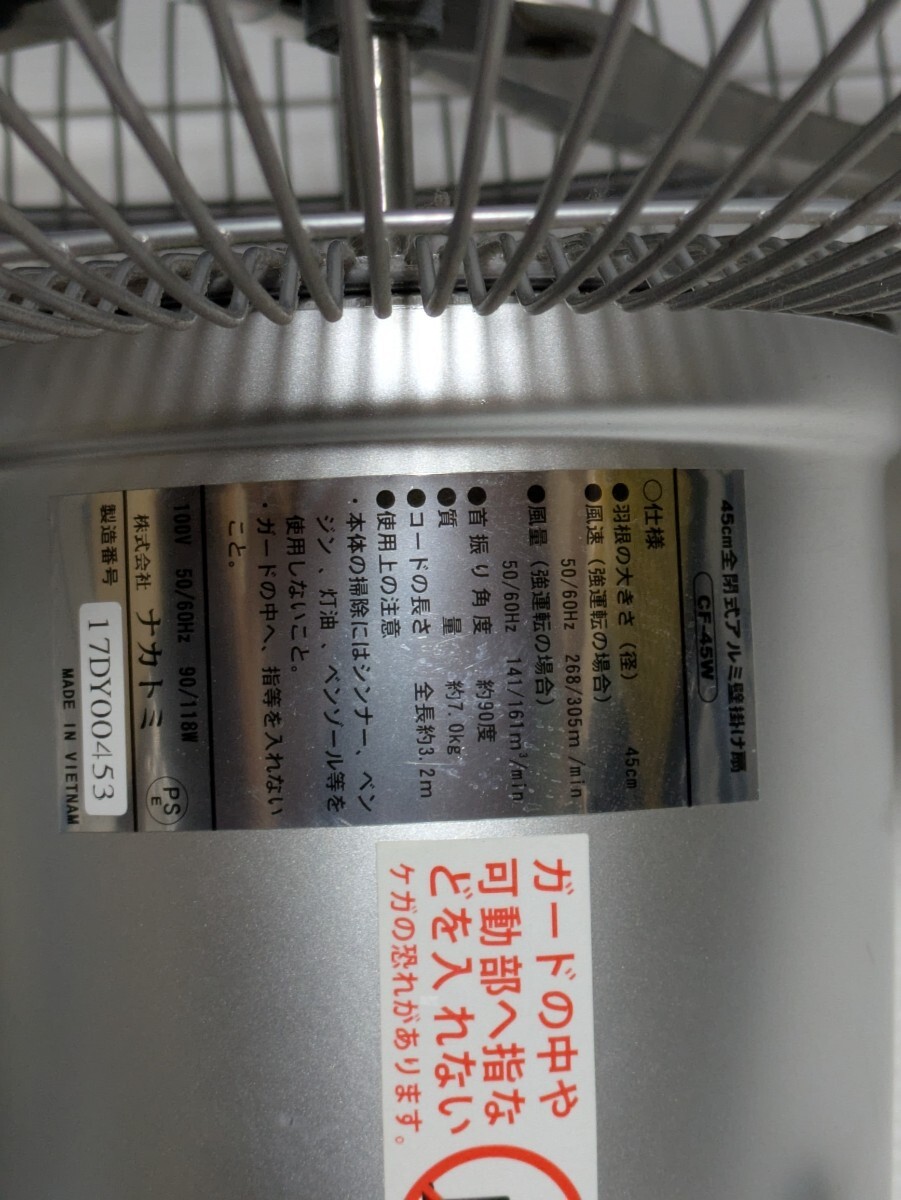 45cm全閉式アルミ壁掛け扇
CF-45W
○仕様
●羽根の大きさ(径) 45cm
●風速(強運転の場合)
50/60Hz 268/305m/min
●風量(強運転の場合)
50/60Hz 141/161m³/min
●首振り角度 約90度
●質量 約7.0kg
●コードの長さ 全長約3.2m
●使用上の注意
・本体の掃除にはシンナー、ベン
ジン、灯油、ベンゾール等を
使用しないこと。
・ガードの中へ、指等を入れない
こと。
100V 50/60Hz 90/118W
株式会社 ナカトミ PSE
製造番号 17DY00453
MADE IN VIETNAM
ガードの中や
可動部へ指な
どを入れない
ケガの恐れがあります。